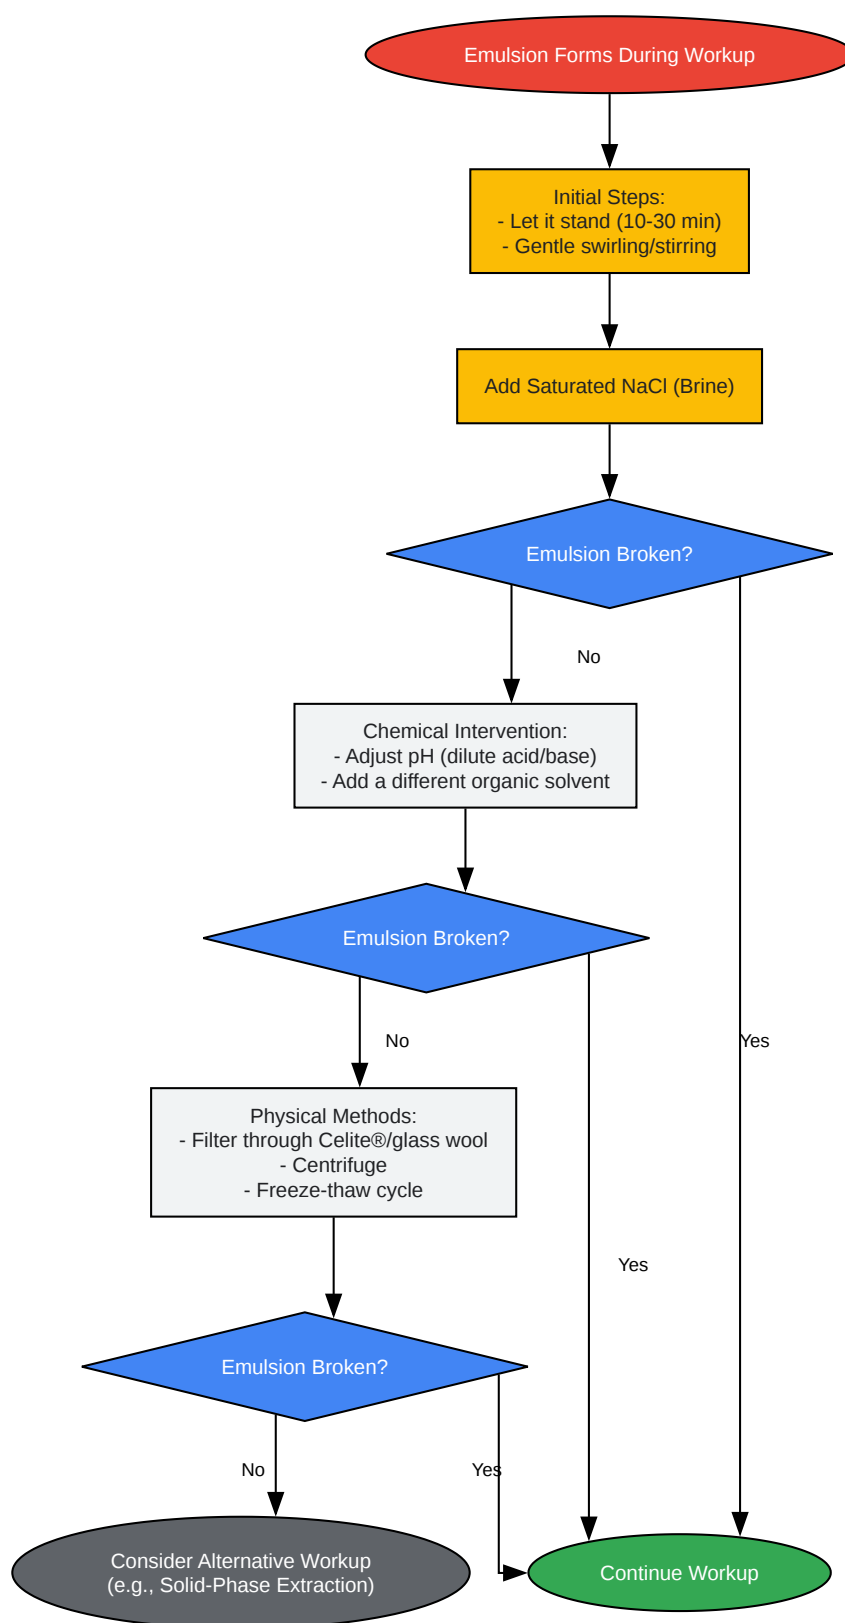 Emulsion Forms During Workup
Initial Steps:
- Let it stand (10-30 min)
- Gentle swirling/stirring
Add Saturated NaCl (Brine)
Emulsion Broken?
No
Chemical Intervention:
- Adjust pH (dilute acid/base)
- Add a different organic solvent
Emulsion Broken?
No
Yes
Physical Methods:
- Filter through Celite®/glass wool
- Centrifuge
- Freeze-thaw cycle
Yes
Emulsion Broken?
No
Yes
Consider Alternative Workup
(e.g., Solid-Phase Extraction)
Continue Workup